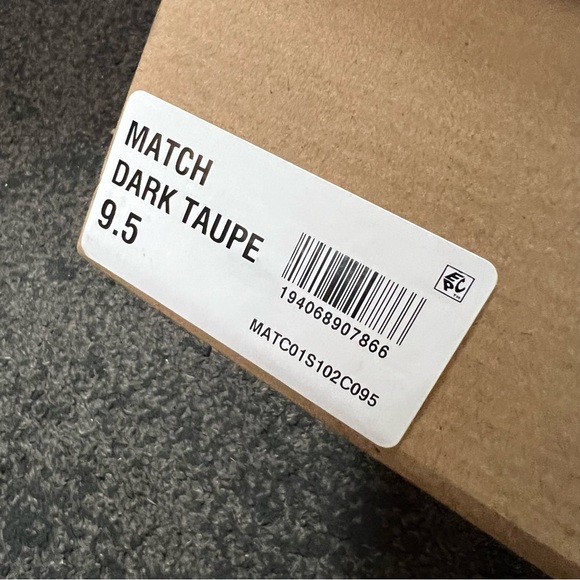 MATCH
DARK TAUPE
9.5
194068907866
MATC01S102C095